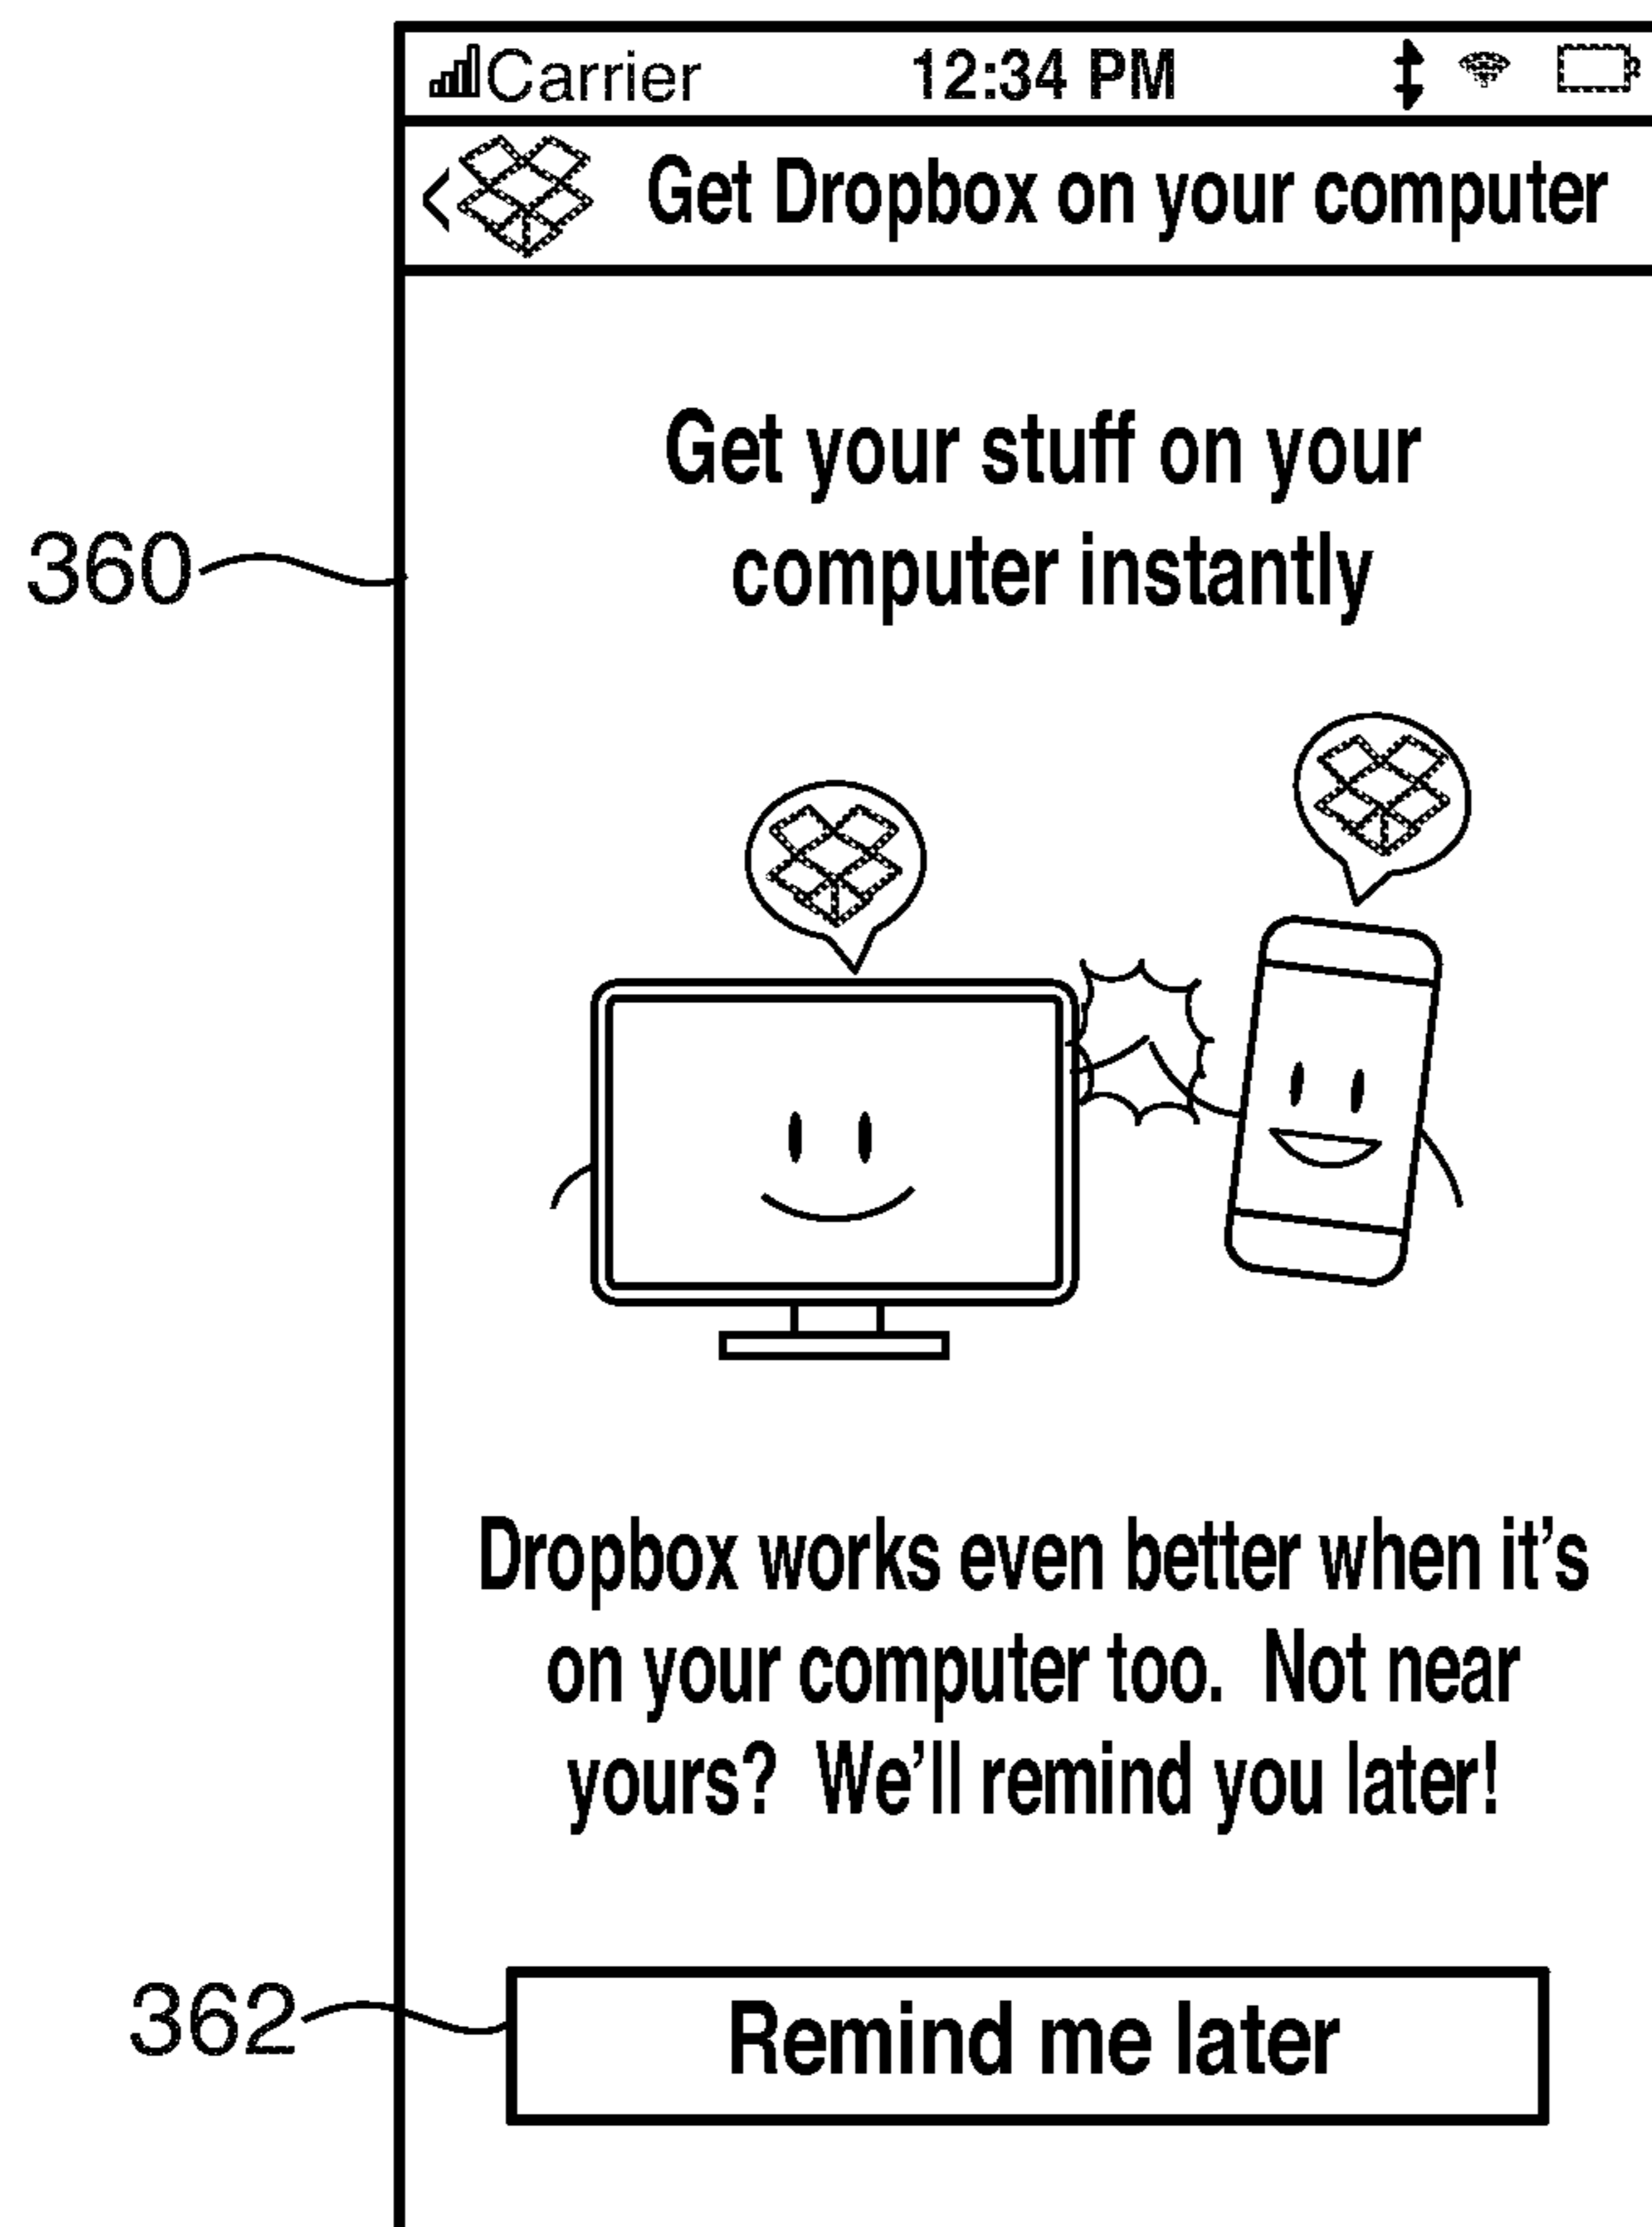 Carrier 12:34 PM
< Get Dropbox on your computer
Get your stuff on your
360
computer instantly
Dropbox works even better when it's
on your computer too. Not near
yours? We'll remind you later!
362
Remind me later